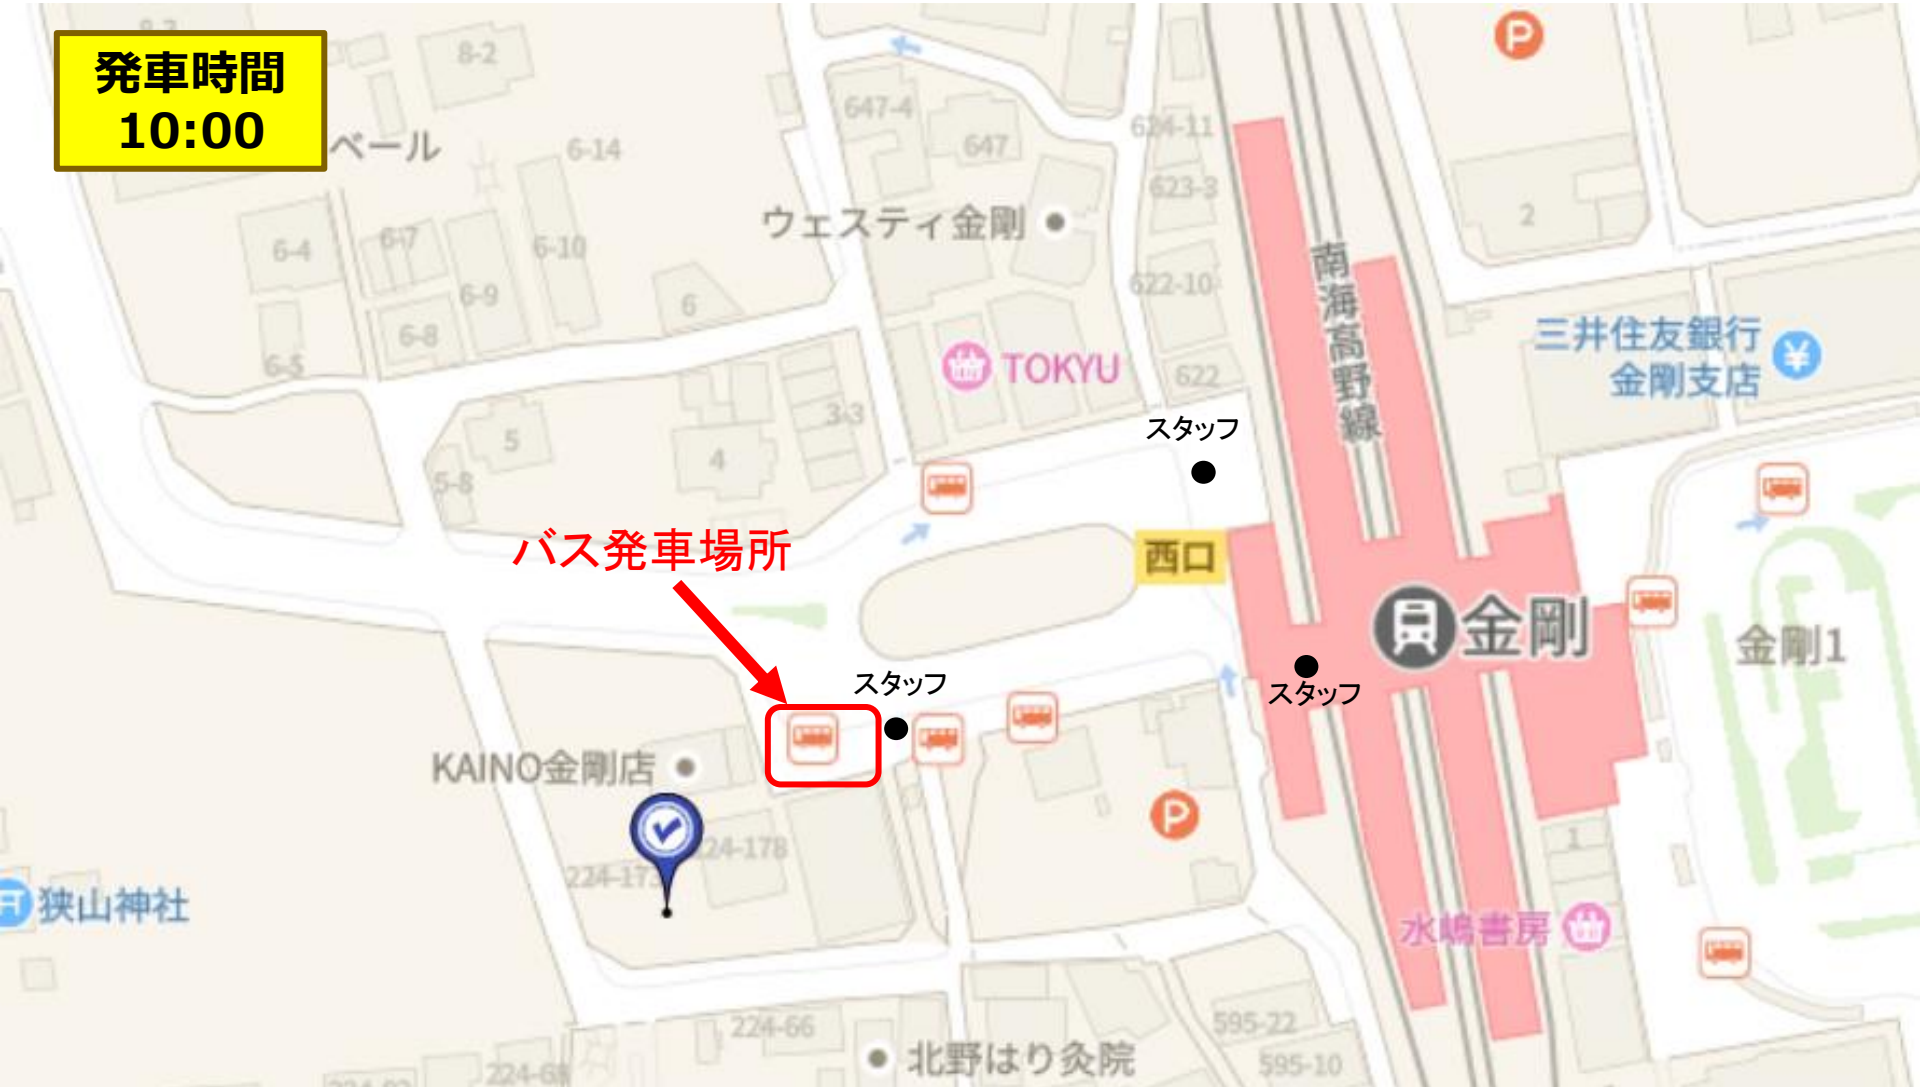 発車時間
10:00
8-2
ベール
6-14
647-4
647
624-11
623-3
ウェスティ金剛
6-4
6-7
6-10
6-9
6
6-8
6-5
622-10
2
南海高野線
三井住友銀行
金剛支店
TOKYU
622
3-3
スタッフ
5
4
5-8
バス発車場所
西口
金剛
金剛1
スタッフ
スタッフ
KAINO金剛店
P
P
224-178
狭山神社
1
水嶋書房
224-66
595-22
北野はり灸院
595-10